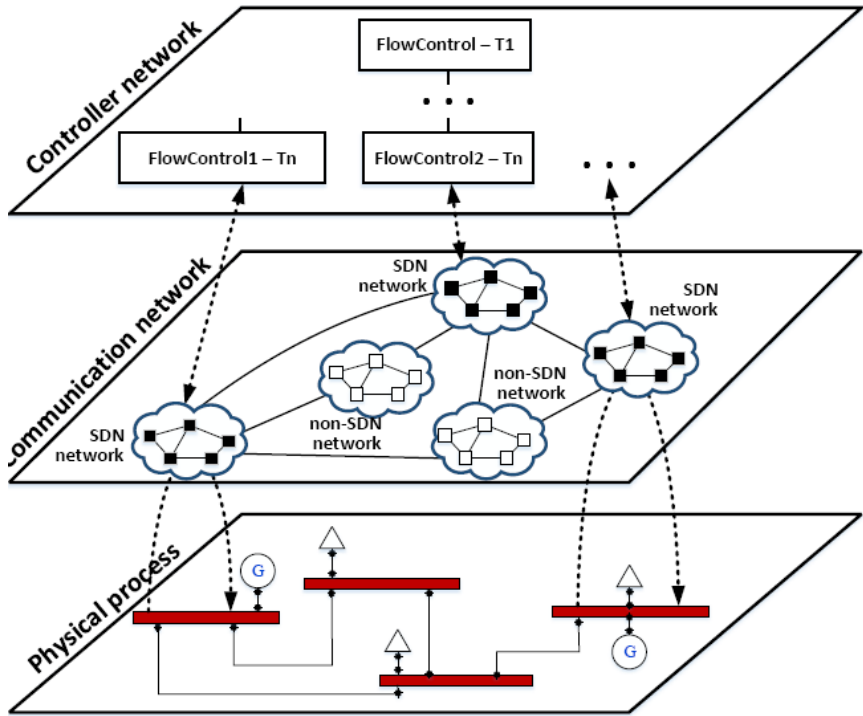 Controller network
FlowControl – T1
• • •
FlowControl1 – Tn
FlowControl2 – Tn
• • •
ommunication network
SDN
network
SDN
network
non-SDN
network
non-SDN
network
SDN
network
Physical process
G
G